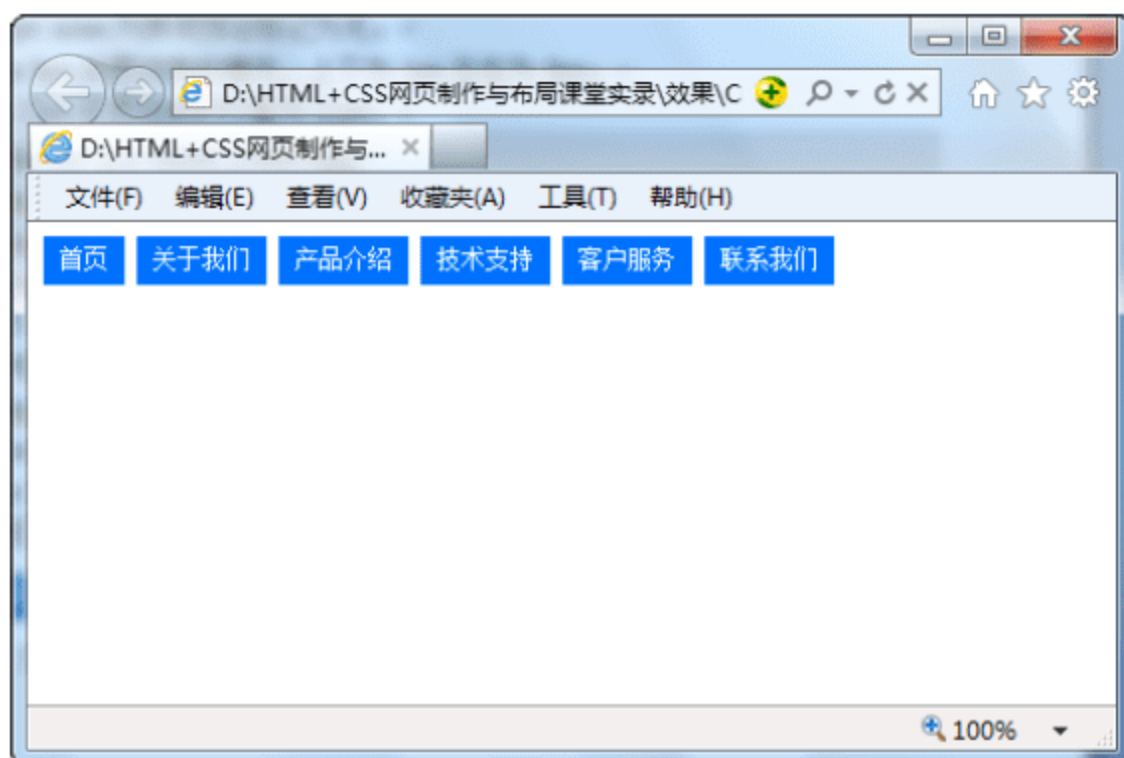 D:\HTML+CSS网页制作与布局课堂实录\效果\C
D:\HTML+CSS网页制作与...
文件(F) 编辑(E) 查看(V) 收藏夹(A) 工具(T) 帮助(H)
首页 关于我们 产品介绍 技术支持 客户服务 联系我们
100%